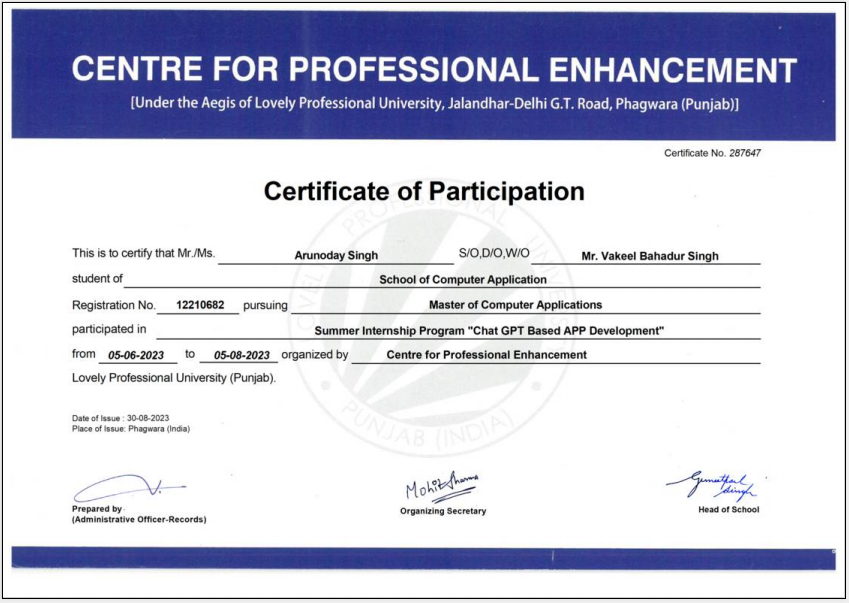 CENTRE FOR PROFESSIONAL ENHANCEMENT
[Under the Aegis of Lovely Professional University, Jalandhar-Delhi G.T. Road, Phagwara (Punjab)]
Certificate No. 287647
Certificate of Participation
This is to certify that Mr./Ms. Arunoday Singh S/O,D/O,W/O Mr. Vakeel Bahadur Singh
student of School of Computer Application
Registration No. 12210682 pursuing Master of Computer Applications
participated in Summer Internship Program "Chat GPT Based APP Development"
from 05-06-2023 to 05-08-2023 organized by Centre for Professional Enhancement
Lovely Professional University (Punjab).
LOVELY PROFESSIONAL UNIVERSITY
PUNJAB (INDIA)
Date of Issue : 30-08-2023
Place of Issue: Phagwara (India)
Mohit Sharma
Prepared by
(Administrative Officer-Records)
Organizing Secretary
Head of School